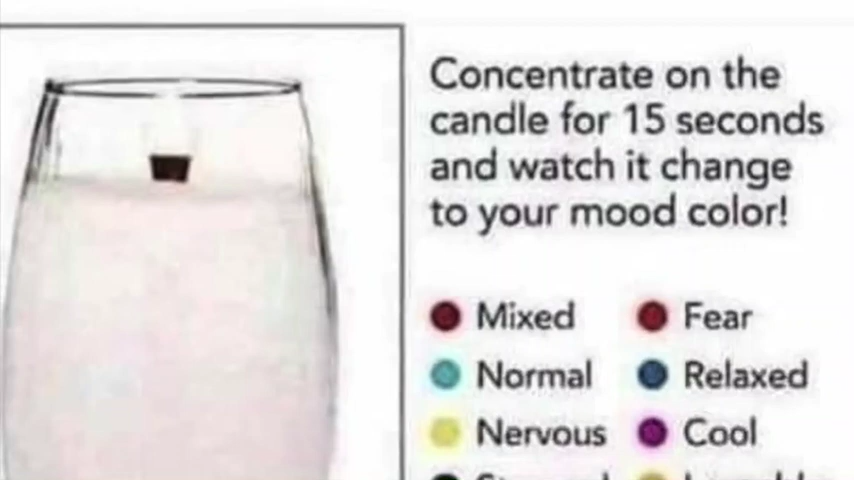 Concentrate on the
candle for 15 seconds
and watch it change
to your mood color!
Mixed Fear
Normal Relaxed
Nervous Cool